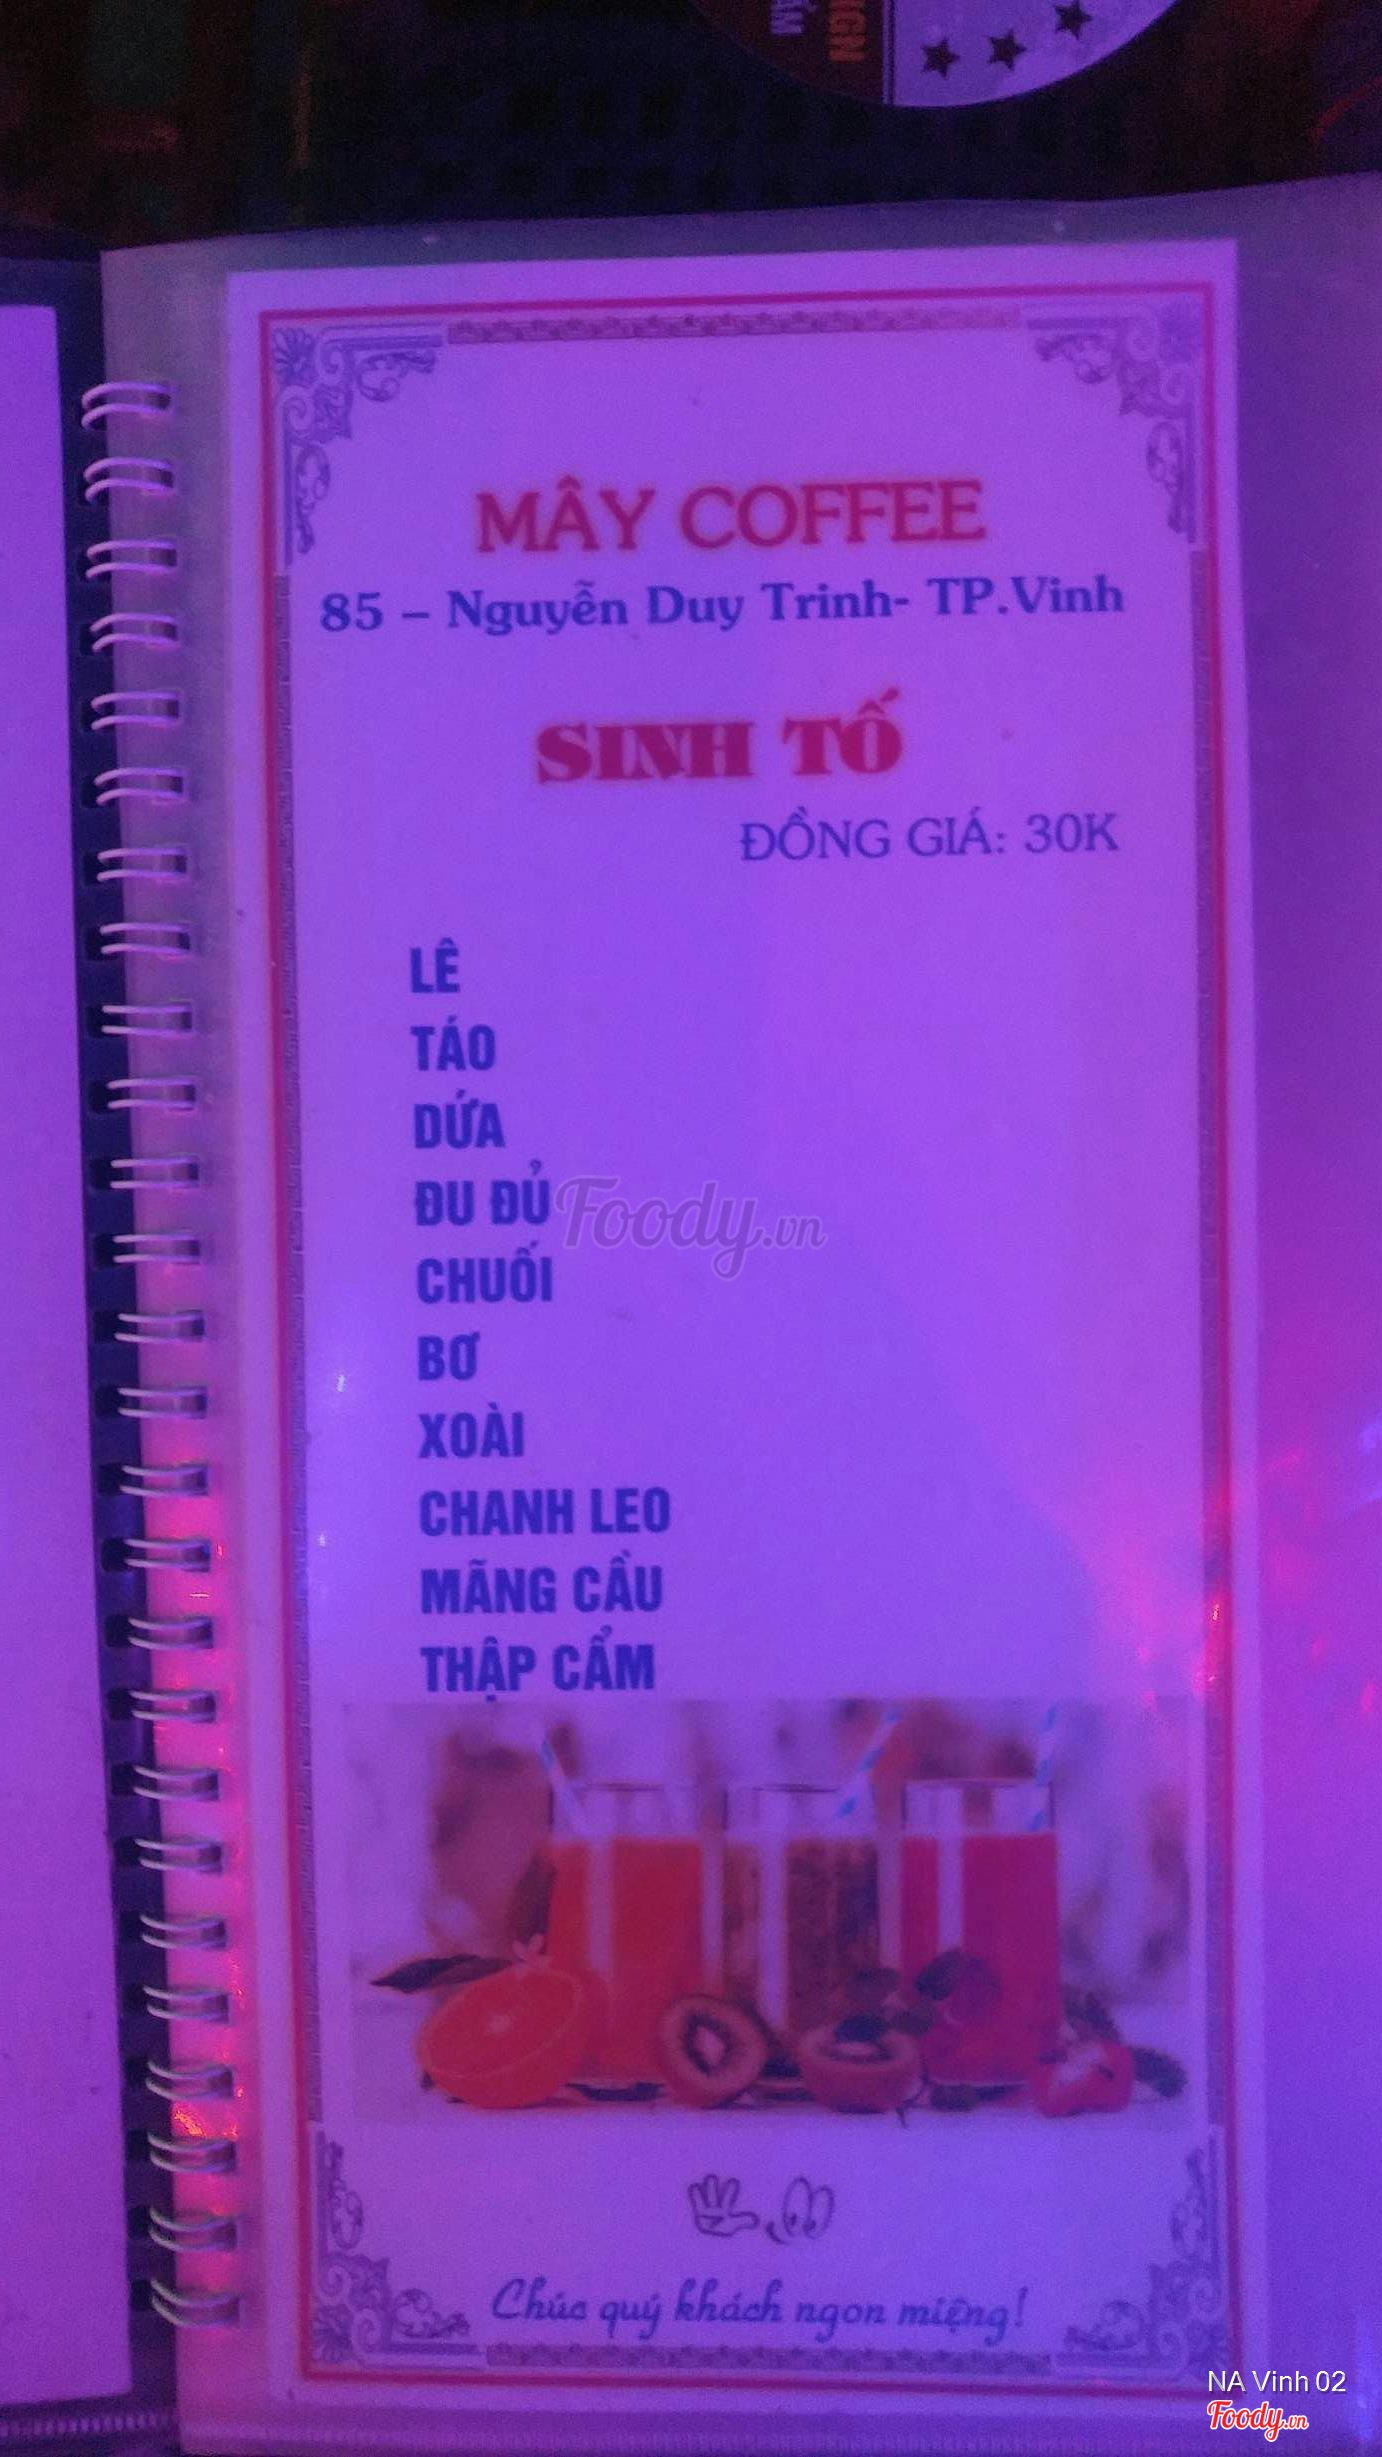 IGN
MÂY COFFEE
85 – Nguyễn Duy Trinh- TP.Vinh
SINH TỐ
ĐỒNG GIÁ: 30K
LÊ
TÁO
DỨA
ĐU ĐỦ
CHUỐI
BƠ
XOÀI
CHANH LEO
MÃNG CẦU
THẬP CẨM
Foody.vn
Chúc quý khách ngon miệng!
NA Vinh 02
Foody.vn